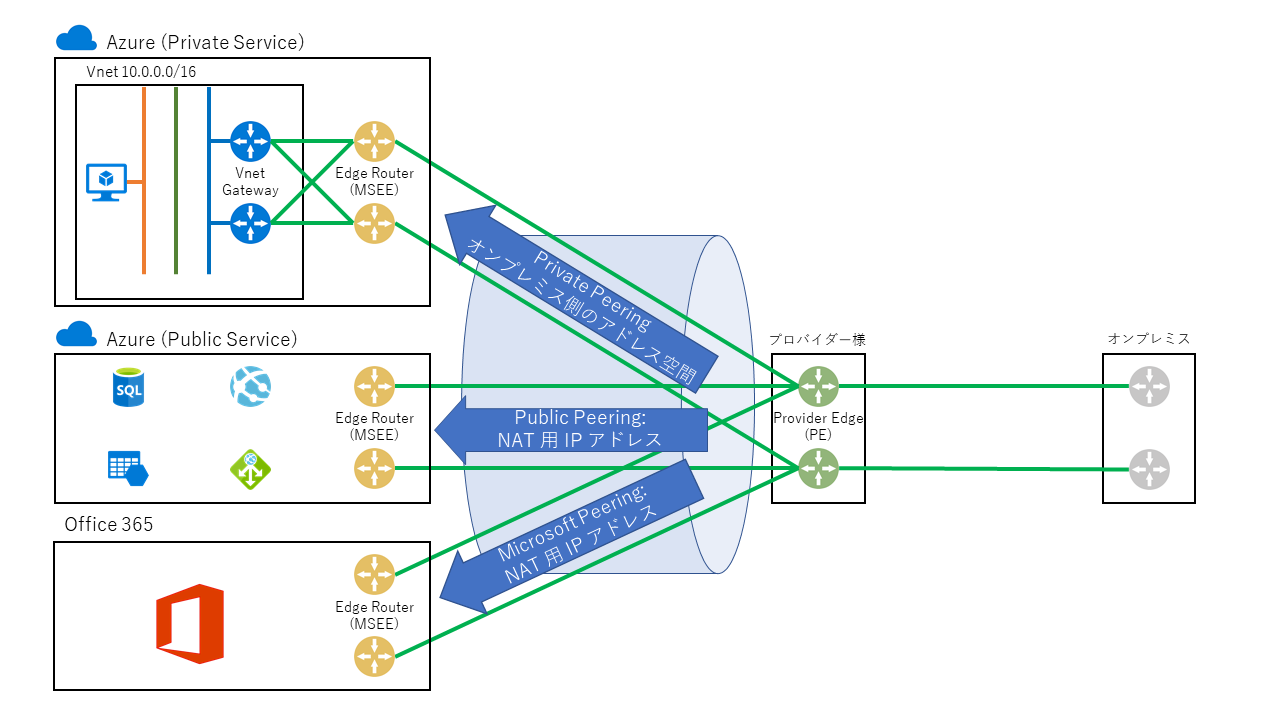 Azure (Private Service)
Vnet 10.0.0.0/16
Vnet
Gateway
Edge Router
(MSEE)
Private Peering
オンプレミス側のアドレス空間
Azure (Public Service)
SQL
Edge Router
(MSEE)
Public Peering:
NAT 用 IP アドレス
プロバイダー様
Provider Edge
(PE)
オンプレミス
Office 365
Edge Router
(MSEE)
Microsoft Peering:
NAT 用 IP アドレス